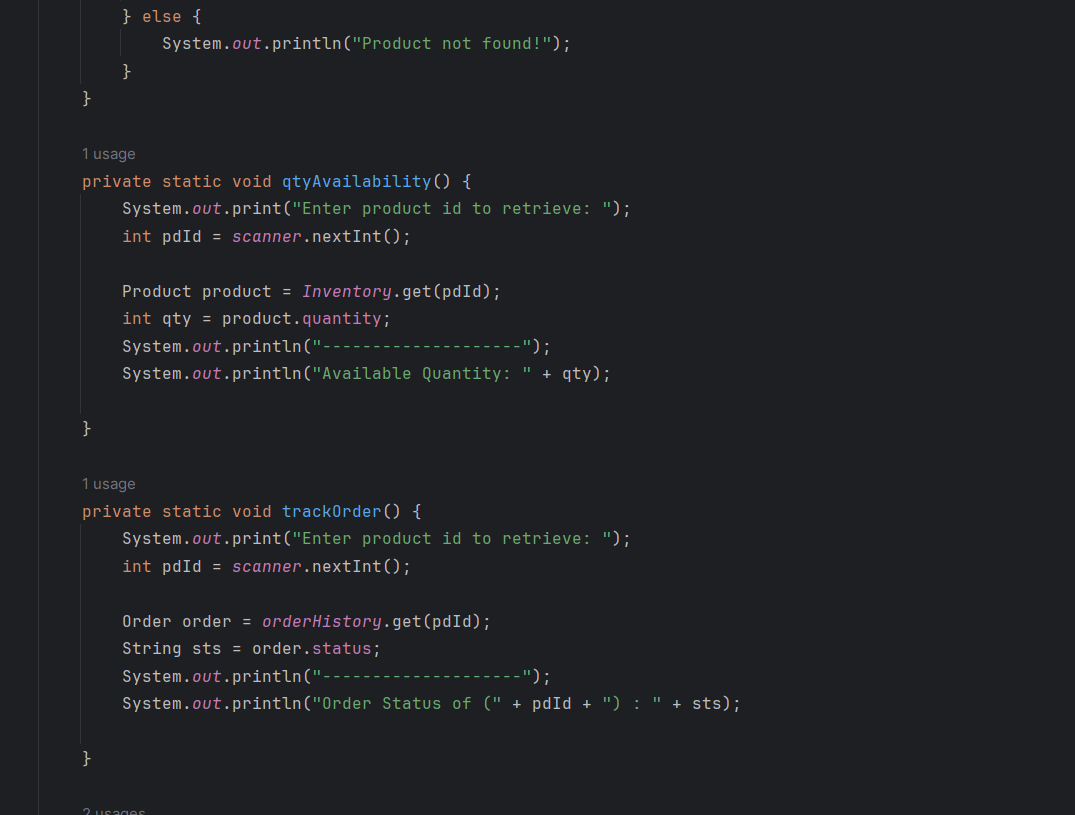 } else {
System.out.println("Product not found!");
}
}
1 usage
private static void qtyAvailability() {
System.out.print("Enter product id to retrieve: ");
int pdId = scanner.nextInt();
Product product = Inventory.get(pdId);
int qty = product.quantity;
System.out.println("--------------------");
System.out.println("Available Quantity: " + qty);
}
1 usage
private static void trackOrder() {
System.out.print("Enter product id to retrieve: ");
int pdId = scanner.nextInt();
Order order = orderHistory.get(pdId);
String sts = order.status;
System.out.println("--------------------");
System.out.println("Order Status of (" + pdId + ") : " + sts);
}
2 usages